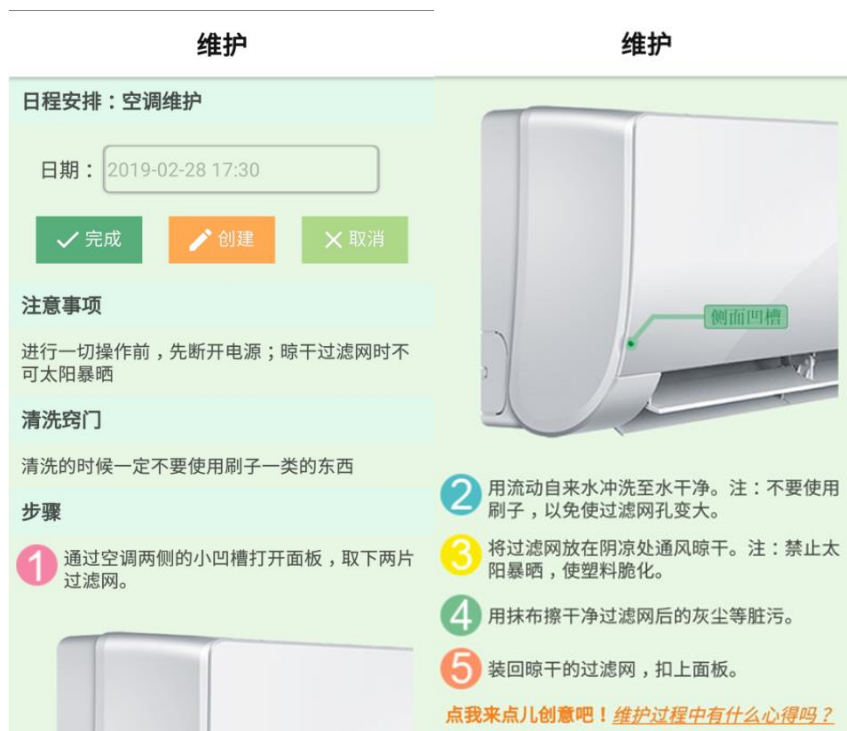 维护
日程安排：空调维护
日期：2019-02-28 17:30
完成 创建 取消
注意事项
进行一切操作前，先断开电源；晾干过滤网时不
可太阳暴晒
清洗窍门
清洗的时候一定不要使用刷子一类的东西
步骤
1 通过空调两侧的小凹槽打开面板，取下两片
过滤网。
维护
侧面凹槽
2 用流动自来水冲洗至水干净。注：不要使用
刷子，以免使过滤网孔变大。
3 将过滤网放在阴凉处通风晾干。注：禁止太
阳暴晒，使塑料脆化。
4 用抹布擦干净过滤网后的灰尘等脏污。
5 装回晾干的过滤网，扣上面板。
点我来点儿创意吧！维护过程中有什么心得吗？